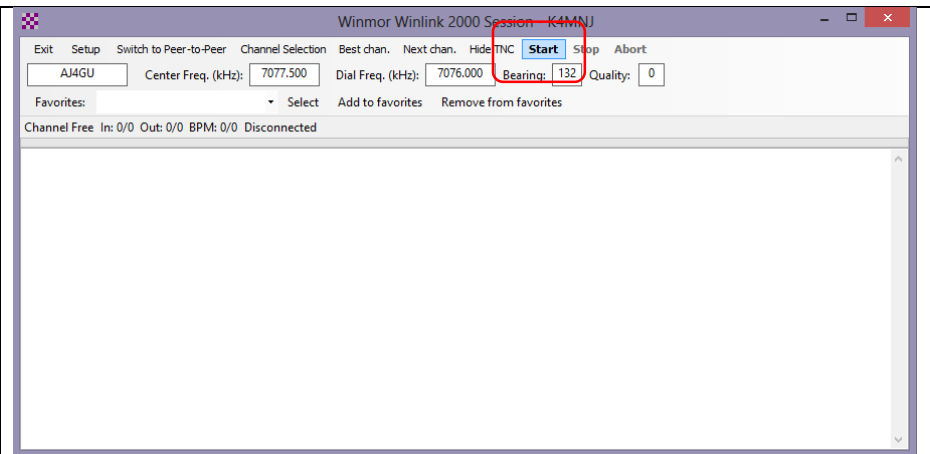 Winmor Winlink 2000 Session - K4MNJ
Exit Setup Switch to Peer-to-Peer Channel Selection Best chan. Next chan. Hide TNC Start Stop Abort
AJ4GU Center Freq. (kHz): 7077.500 Dial Freq. (kHz): 7076.000 Bearing: 132 Quality: 0
Favorites: Select Add to favorites Remove from favorites
Channel Free In: 0/0 Out: 0/0 BPM: 0/0 Disconnected